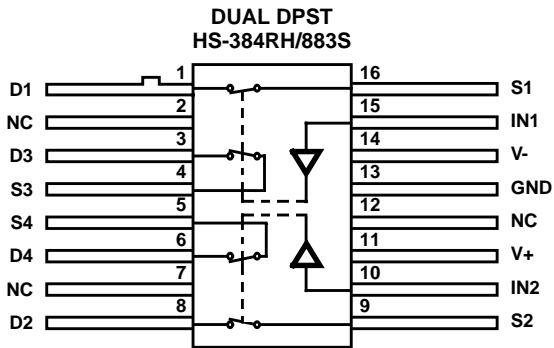 DUAL DPST
HS-384RH/883S
D1 1 16 S1
NC 2 15 IN1
D3 3 14 V-
S3 4 13 GND
S4 5 12 NC
D4 6 11 V+
NC 7 10 IN2
D2 8 9 S2